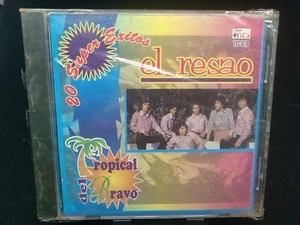 20 Super Exitos
el resao
Tropical
del Bravo